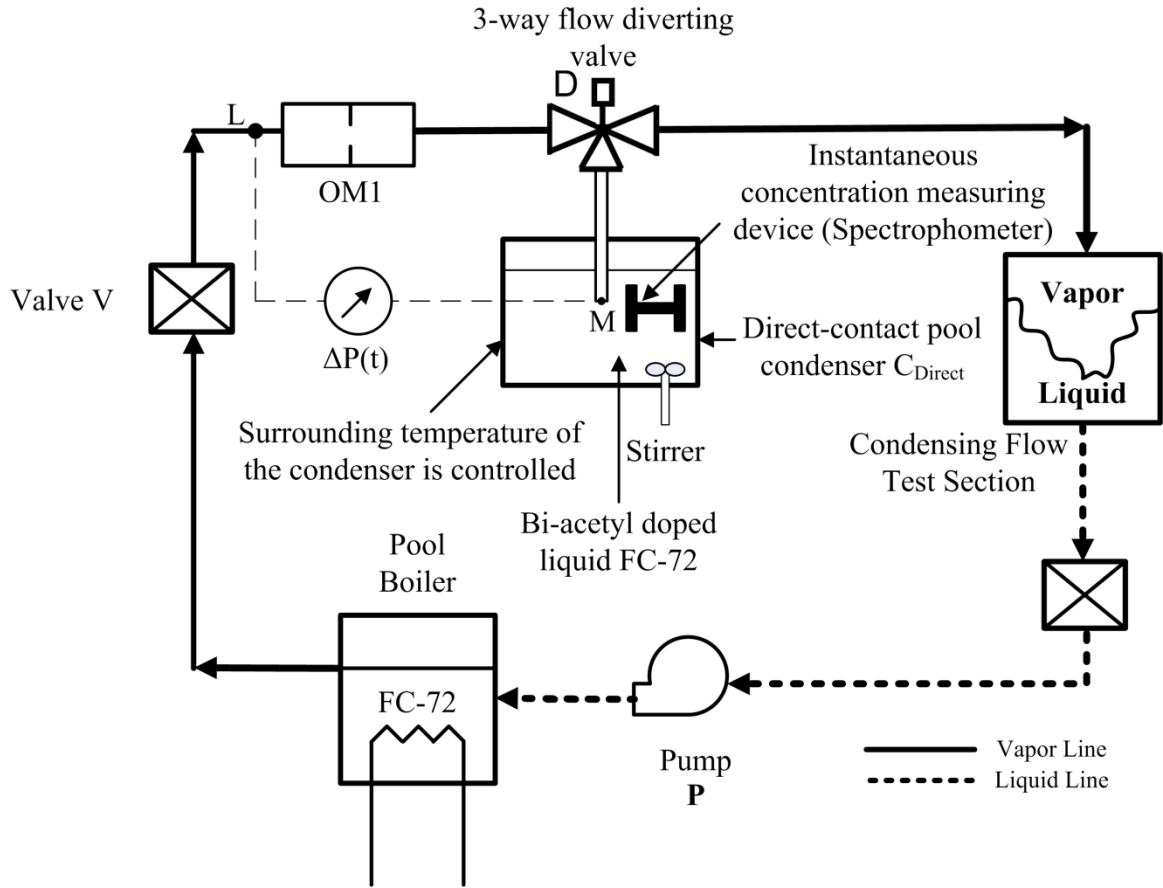 3-way flow diverting
valve
D
L
OM1
Instantaneous
concentration measuring
device (Spectrophometer)
Valve V
ΔP(t)
M
Vapor
Liquid
Direct-contact pool
condenser C_Direct
Surrounding temperature of
the condenser is controlled
Stirrer
Condensing Flow
Test Section
Bi-acetyl doped
liquid FC-72
Pool
Boiler
FC-72
Pump
P
Vapor Line
Liquid Line